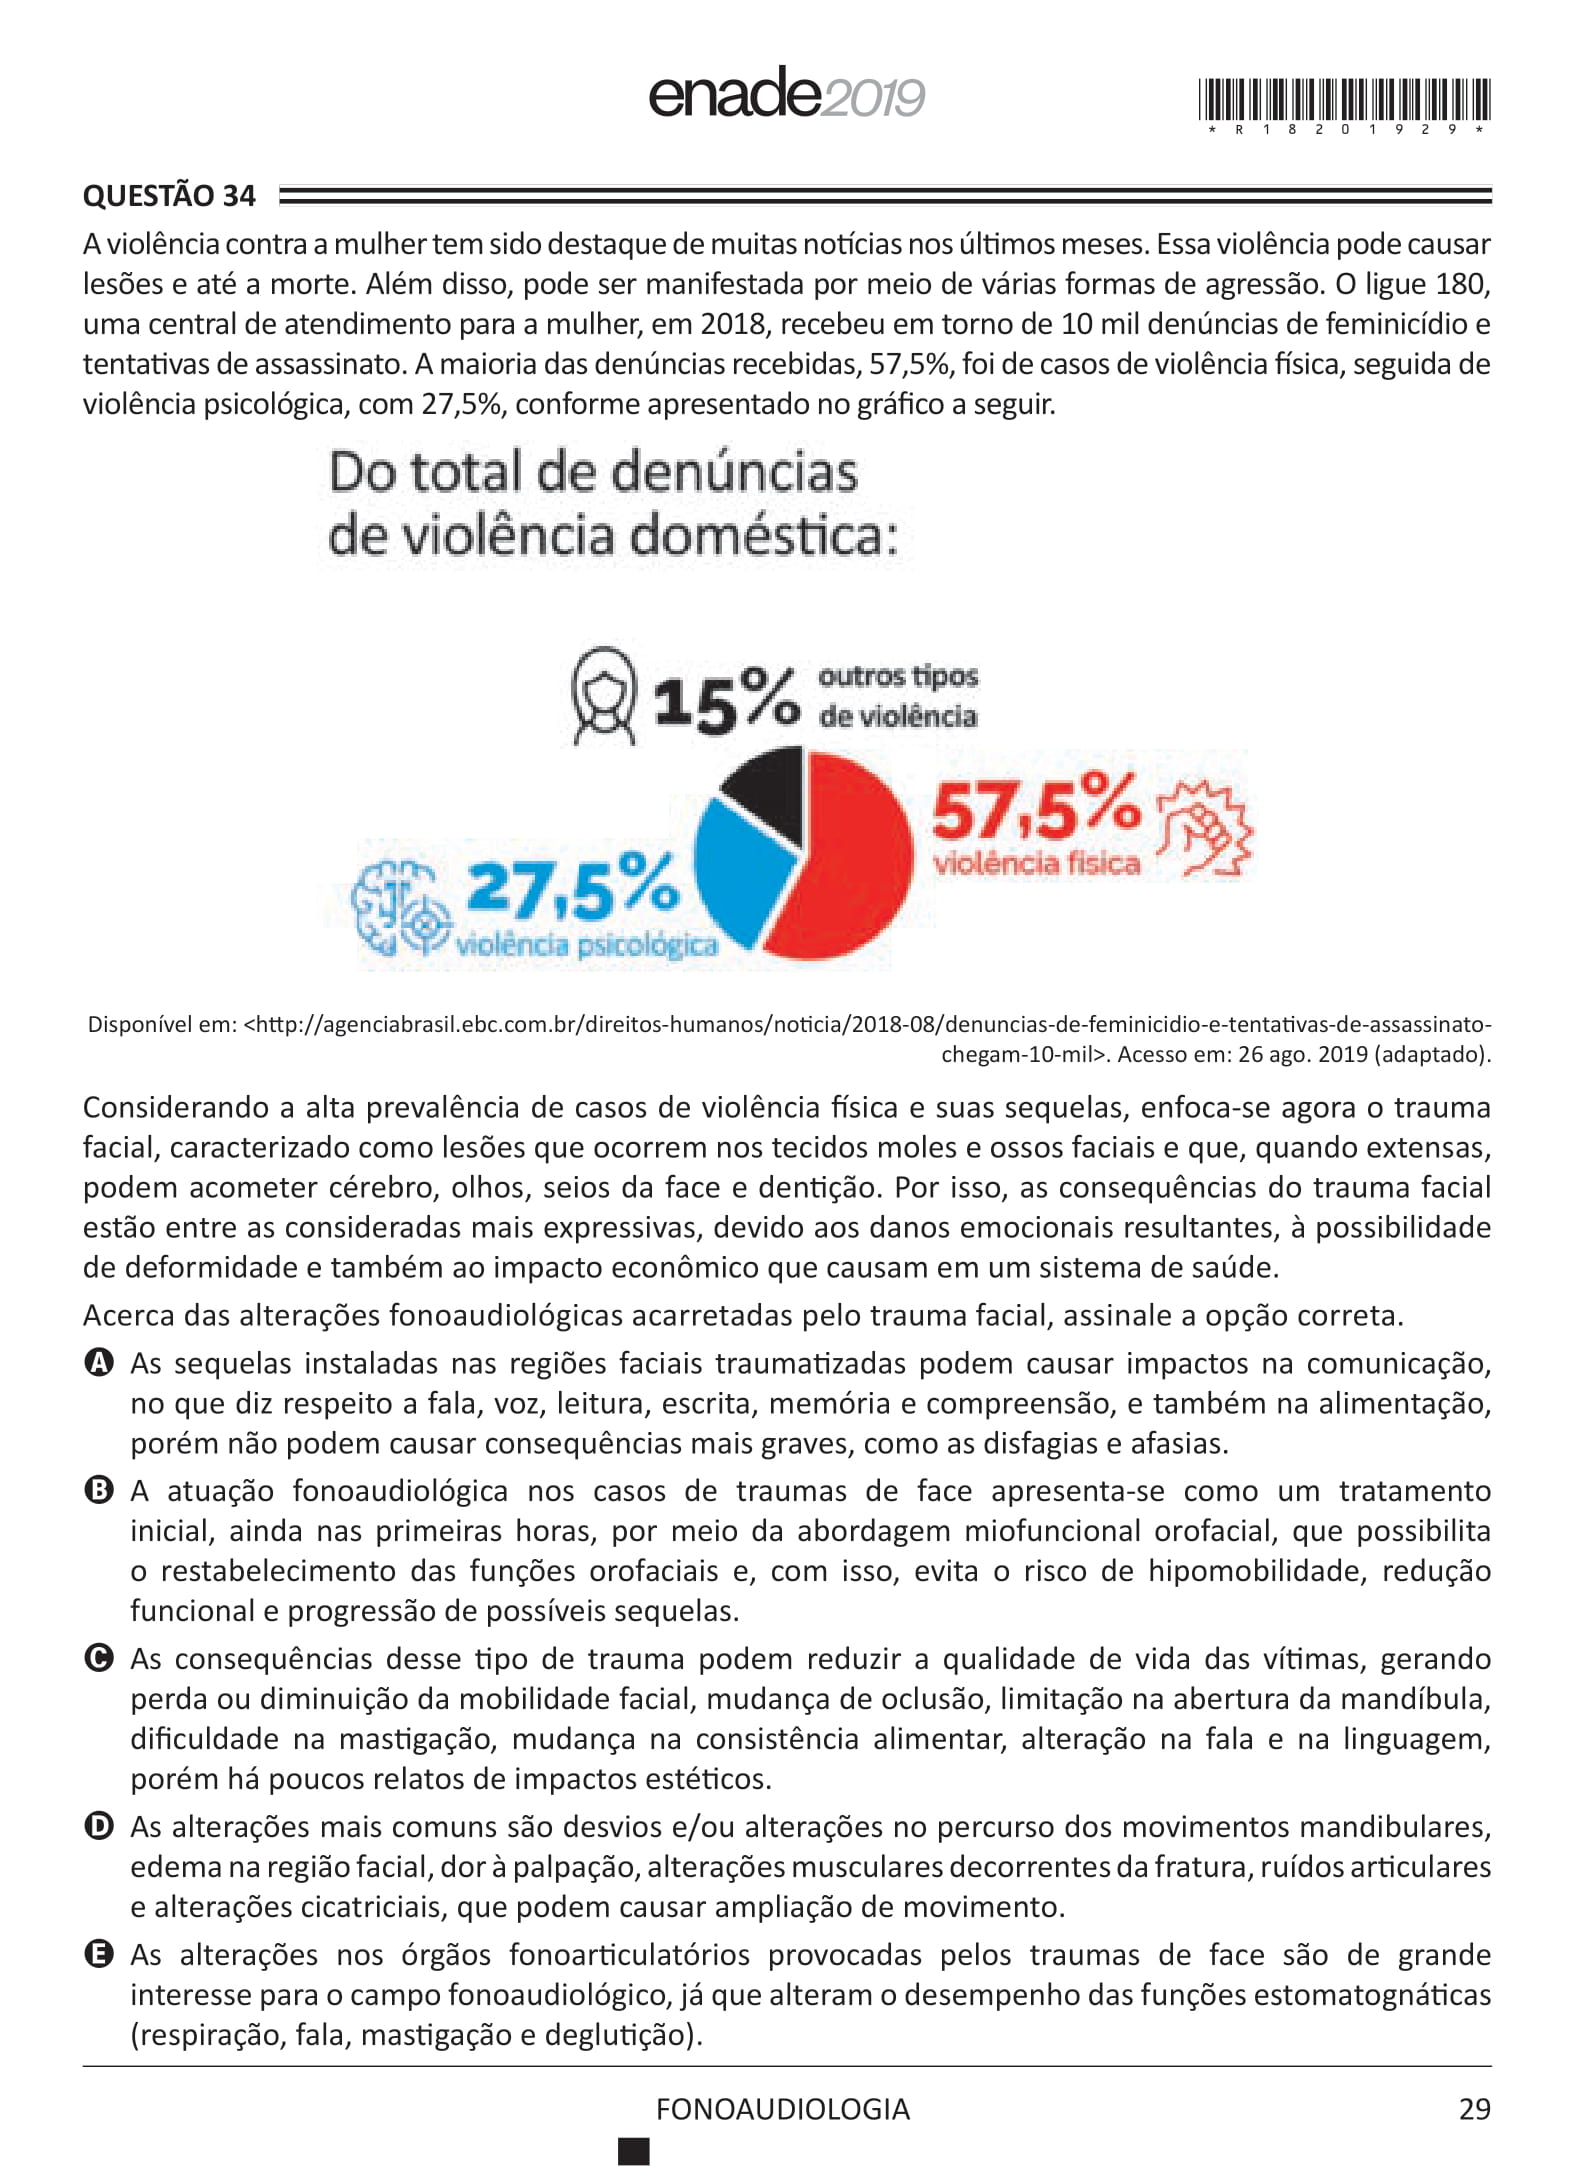 enade2019
*R18201929*
QUESTÃO 34
A violência contra a mulher tem sido destaque de muitas notícias nos últimos meses. Essa violência pode causar
lesões e até a morte. Além disso, pode ser manifestada por meio de várias formas de agressão. O ligue 180,
uma central de atendimento para a mulher, em 2018, recebeu em torno de 10 mil denúncias de feminicídio e
tentativas de assassinato. A maioria das denúncias recebidas, 57,5%, foi de casos de violência física, seguida de
violência psicológica, com 27,5%, conforme apresentado no gráfico a seguir.
Do total de denúncias
de violência doméstica:
15% outros tipos
de violência
57,5%
violência física
27,5%
violência psicológica
Disponível em: <http://agenciabrasil.ebc.com.br/direitos-humanos/noticia/2018-08/denuncias-de-feminicidio-e-tentativas-de-assassinato-
chegam-10-mil>. Acesso em: 26 ago. 2019 (adaptado).
Considerando a alta prevalência de casos de violência física e suas sequelas, enfoca-se agora o trauma
facial, caracterizado como lesões que ocorrem nos tecidos moles e ossos faciais e que, quando extensas,
podem acometer cérebro, olhos, seios da face e dentição. Por isso, as consequências do trauma facial
estão entre as consideradas mais expressivas, devido aos danos emocionais resultantes, à possibilidade
de deformidade e também ao impacto econômico que causam em um sistema de saúde.
Acerca das alterações fonoaudiológicas acarretadas pelo trauma facial, assinale a opção correta.
A As sequelas instaladas nas regiões faciais traumatizadas podem causar impactos na comunicação,
no que diz respeito a fala, voz, leitura, escrita, memória e compreensão, e também na alimentação,
porém não podem causar consequências mais graves, como as disfagias e afasias.
B A atuação fonoaudiológica nos casos de traumas de face apresenta-se como um tratamento
inicial, ainda nas primeiras horas, por meio da abordagem miofuncional orofacial, que possibilita
o restabelecimento das funções orofaciais e, com isso, evita o risco de hipomobilidade, redução
funcional e progressão de possíveis sequelas.
C As consequências desse tipo de trauma podem reduzir a qualidade de vida das vítimas, gerando
perda ou diminuição da mobilidade facial, mudança de oclusão, limitação na abertura da mandíbula,
dificuldade na mastigação, mudança na consistência alimentar, alteração na fala e na linguagem,
porém há poucos relatos de impactos estéticos.
D As alterações mais comuns são desvios e/ou alterações no percurso dos movimentos mandibulares,
edema na região facial, dor à palpação, alterações musculares decorrentes da fratura, ruídos articulares
e alterações cicatriciais, que podem causar ampliação de movimento.
E As alterações nos órgãos fonoarticulatórios provocadas pelos traumas de face são de grande
interesse para o campo fonoaudiológico, já que alteram o desempenho das funções estomatognáticas
(respiração, fala, mastigação e deglutição).
FONOAUDIOLOGIA
29